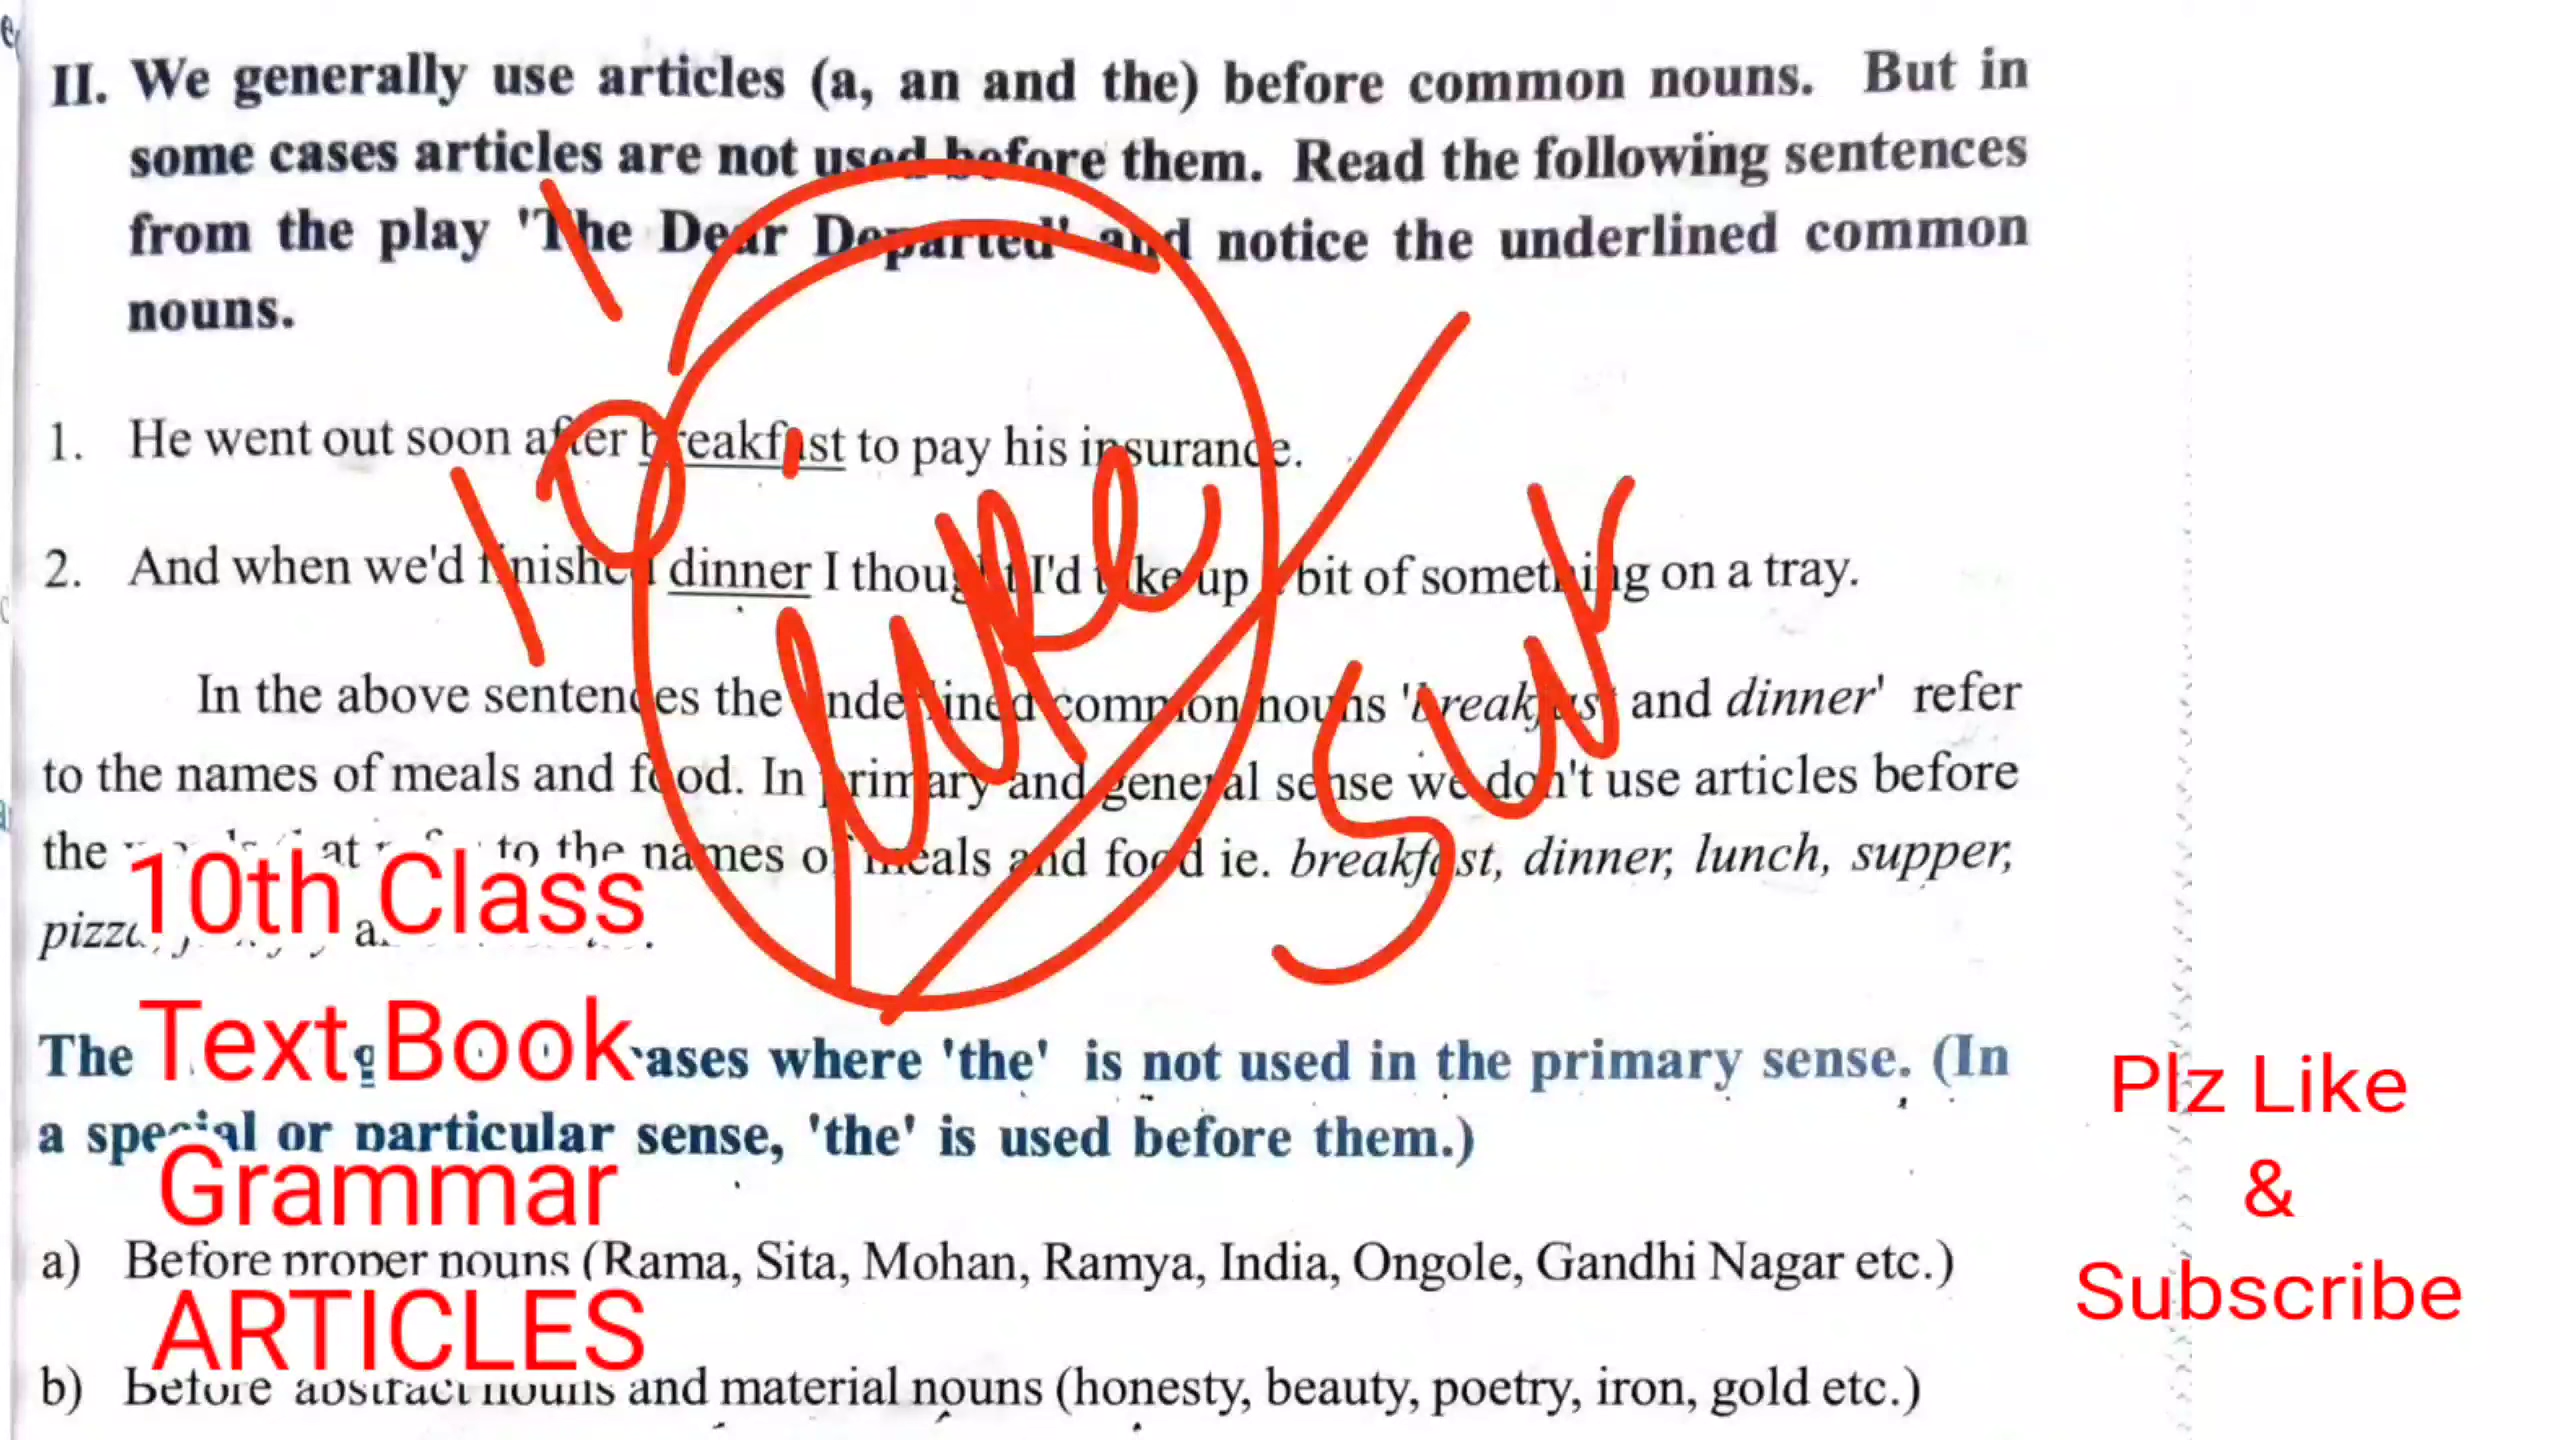 II. We generally use articles (a, an and the) before common nouns. But in
some cases articles are not used before them. Read the following sentences
from the play 'The Dear Departed' and notice the underlined common
nouns.
1. He went out soon after breakfast to pay his insurance.
2. And when we'd finished dinner I thought I'd take up a bit of something on a tray.
In the above sentences the underlined common nouns 'breakfast and dinner' refer
to the names of meals and food. In primary and general sense we don't use articles before
the to the names of meals and food ie. breakfast, dinner, lunch, supper,
10th Class
Text Book
The cases where 'the' is not used in the primary sense. (In
a special or particular sense, 'the' is used before them.)
Grammar
a) Before proper nouns (Rama, Sita, Mohan, Ramya, India, Ongole, Gandhi Nagar etc.)
ARTICLES
b) Before abstract nouns and material nouns (honesty, beauty, poetry, iron, gold etc.)
Like
Sub
Plz Like
&
Subscribe